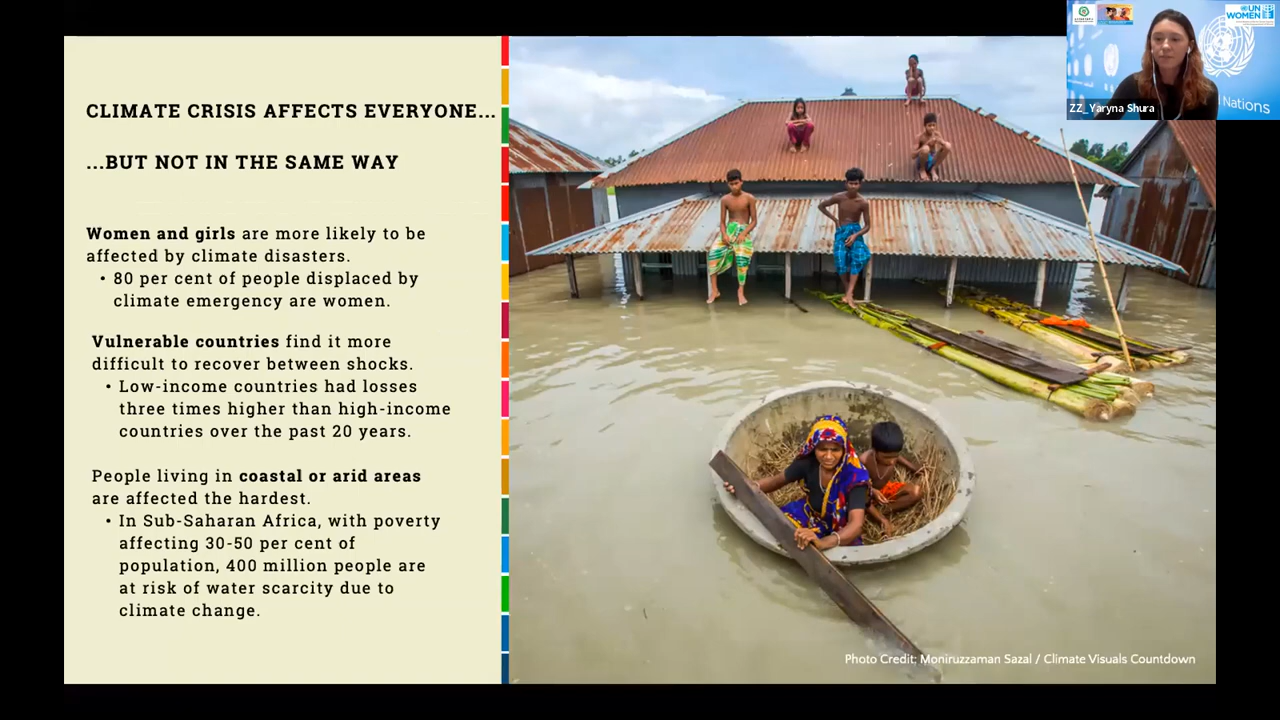 CLIMATE CRISIS AFFECTS EVERYONE...
...BUT NOT IN THE SAME WAY
Women and girls are more likely to be
affected by climate disasters.
• 80 per cent of people displaced by
climate emergency are women.
Vulnerable countries find it more
difficult to recover between shocks.
• Low-income countries had losses
three times higher than high-income
countries over the past 20 years.
People living in coastal or arid areas
are affected the hardest.
• In Sub-Saharan Africa, with poverty
affecting 30-50 per cent of
population, 400 million people are
at risk of water scarcity due to
climate change.
Photo Credit: Moniruzzaman Sazal / Climate Visuals Countdown
UN
WOMEN
Nations
ZZ_Yaryna Shura